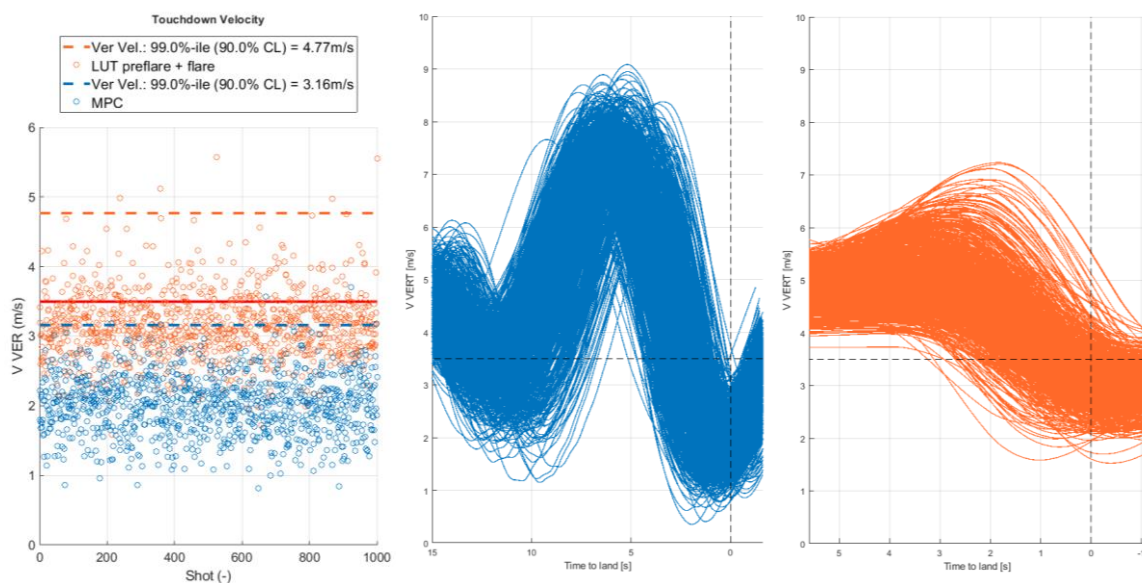 Touchdown Velocity
Ver Vel.: 99.0%-ile (90.0% CL) = 4.77m/s
LUT preflare + flare
Ver Vel.: 99.0%-ile (90.0% CL) = 3.16m/s
MPC
6
5
4
3
2
1
0
V VER (m/s)
0 200 400 600 800 1000
Shot (-)
10
9
8
7
6
5
4
3
2
1
0
V VERT [m/s]
15 10 5 0
Time to land [s]
10
9
8
7
6
5
4
3
2
1
0
V VERT [m/s]
5 4 3 2 1 0 -1
Time to land [s]